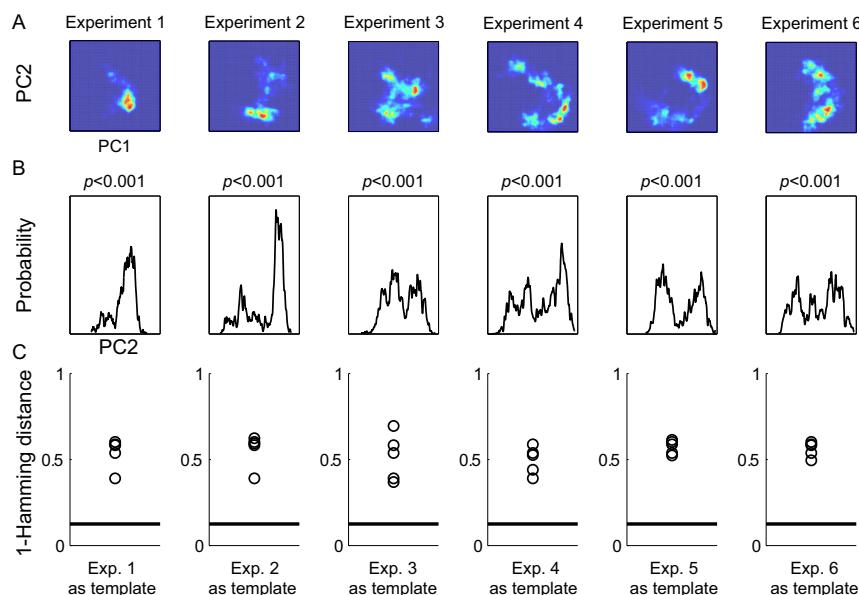 A
Experiment 1 Experiment 2 Experiment 3 Experiment 4 Experiment 5 Experiment 6
PC2
PC1
B
p<0.001 p<0.001 p<0.001 p<0.001 p<0.001 p<0.001
Probability
PC2
C
1-Hamming distance
1 1 1 1 1 1
0.5 0.5 0.5 0.5 0.5 0.5
0 0 0 0 0 0
Exp. 1 Exp. 2 Exp. 3 Exp. 4 Exp. 5 Exp. 6
as template as template as template as template as template as template